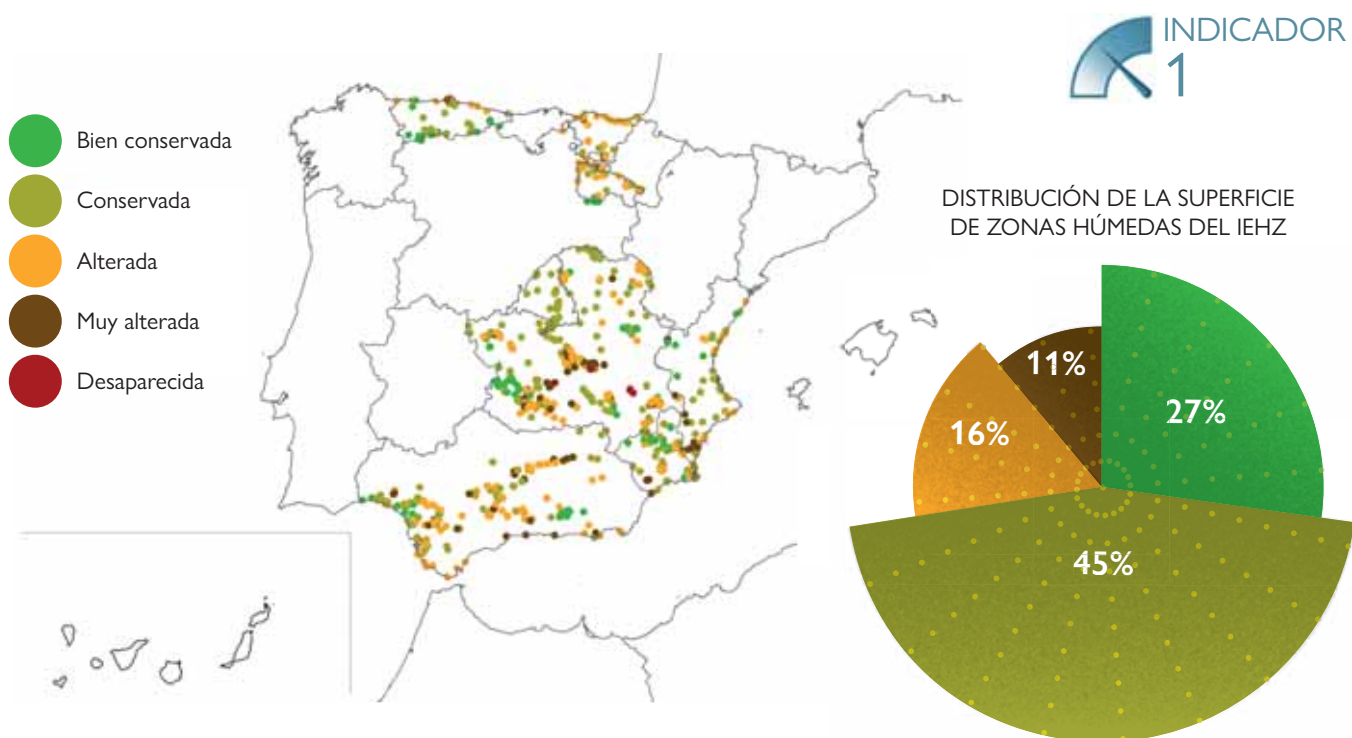 INDICADOR
1
Bien conservada
Conservada
Alterada
Muy alterada
Desaparecida
DISTRIBUCIÓN DE LA SUPERFICIE
DE ZONAS HÚMEDAS DEL IEHZ
11%
27%
16%
45%